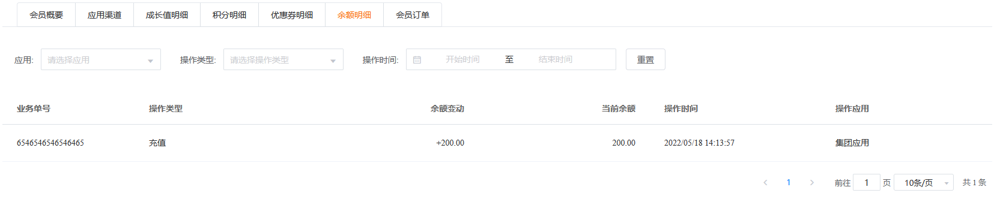 会员概要 应用渠道 成长值明细 积分明细 优惠券明细 余额明细 会员订单
应用: 请选择应用 操作类型: 请选择操作类型 操作时间: 开始时间 至 结束时间 重置
业务单号 操作类型 余额变动 当前余额 操作时间 操作应用
6546546546546465 充值 +200.00 200.00 2022/05/18 14:13:57 集团应用
1 前往 1 页 10条/页 共 1 条